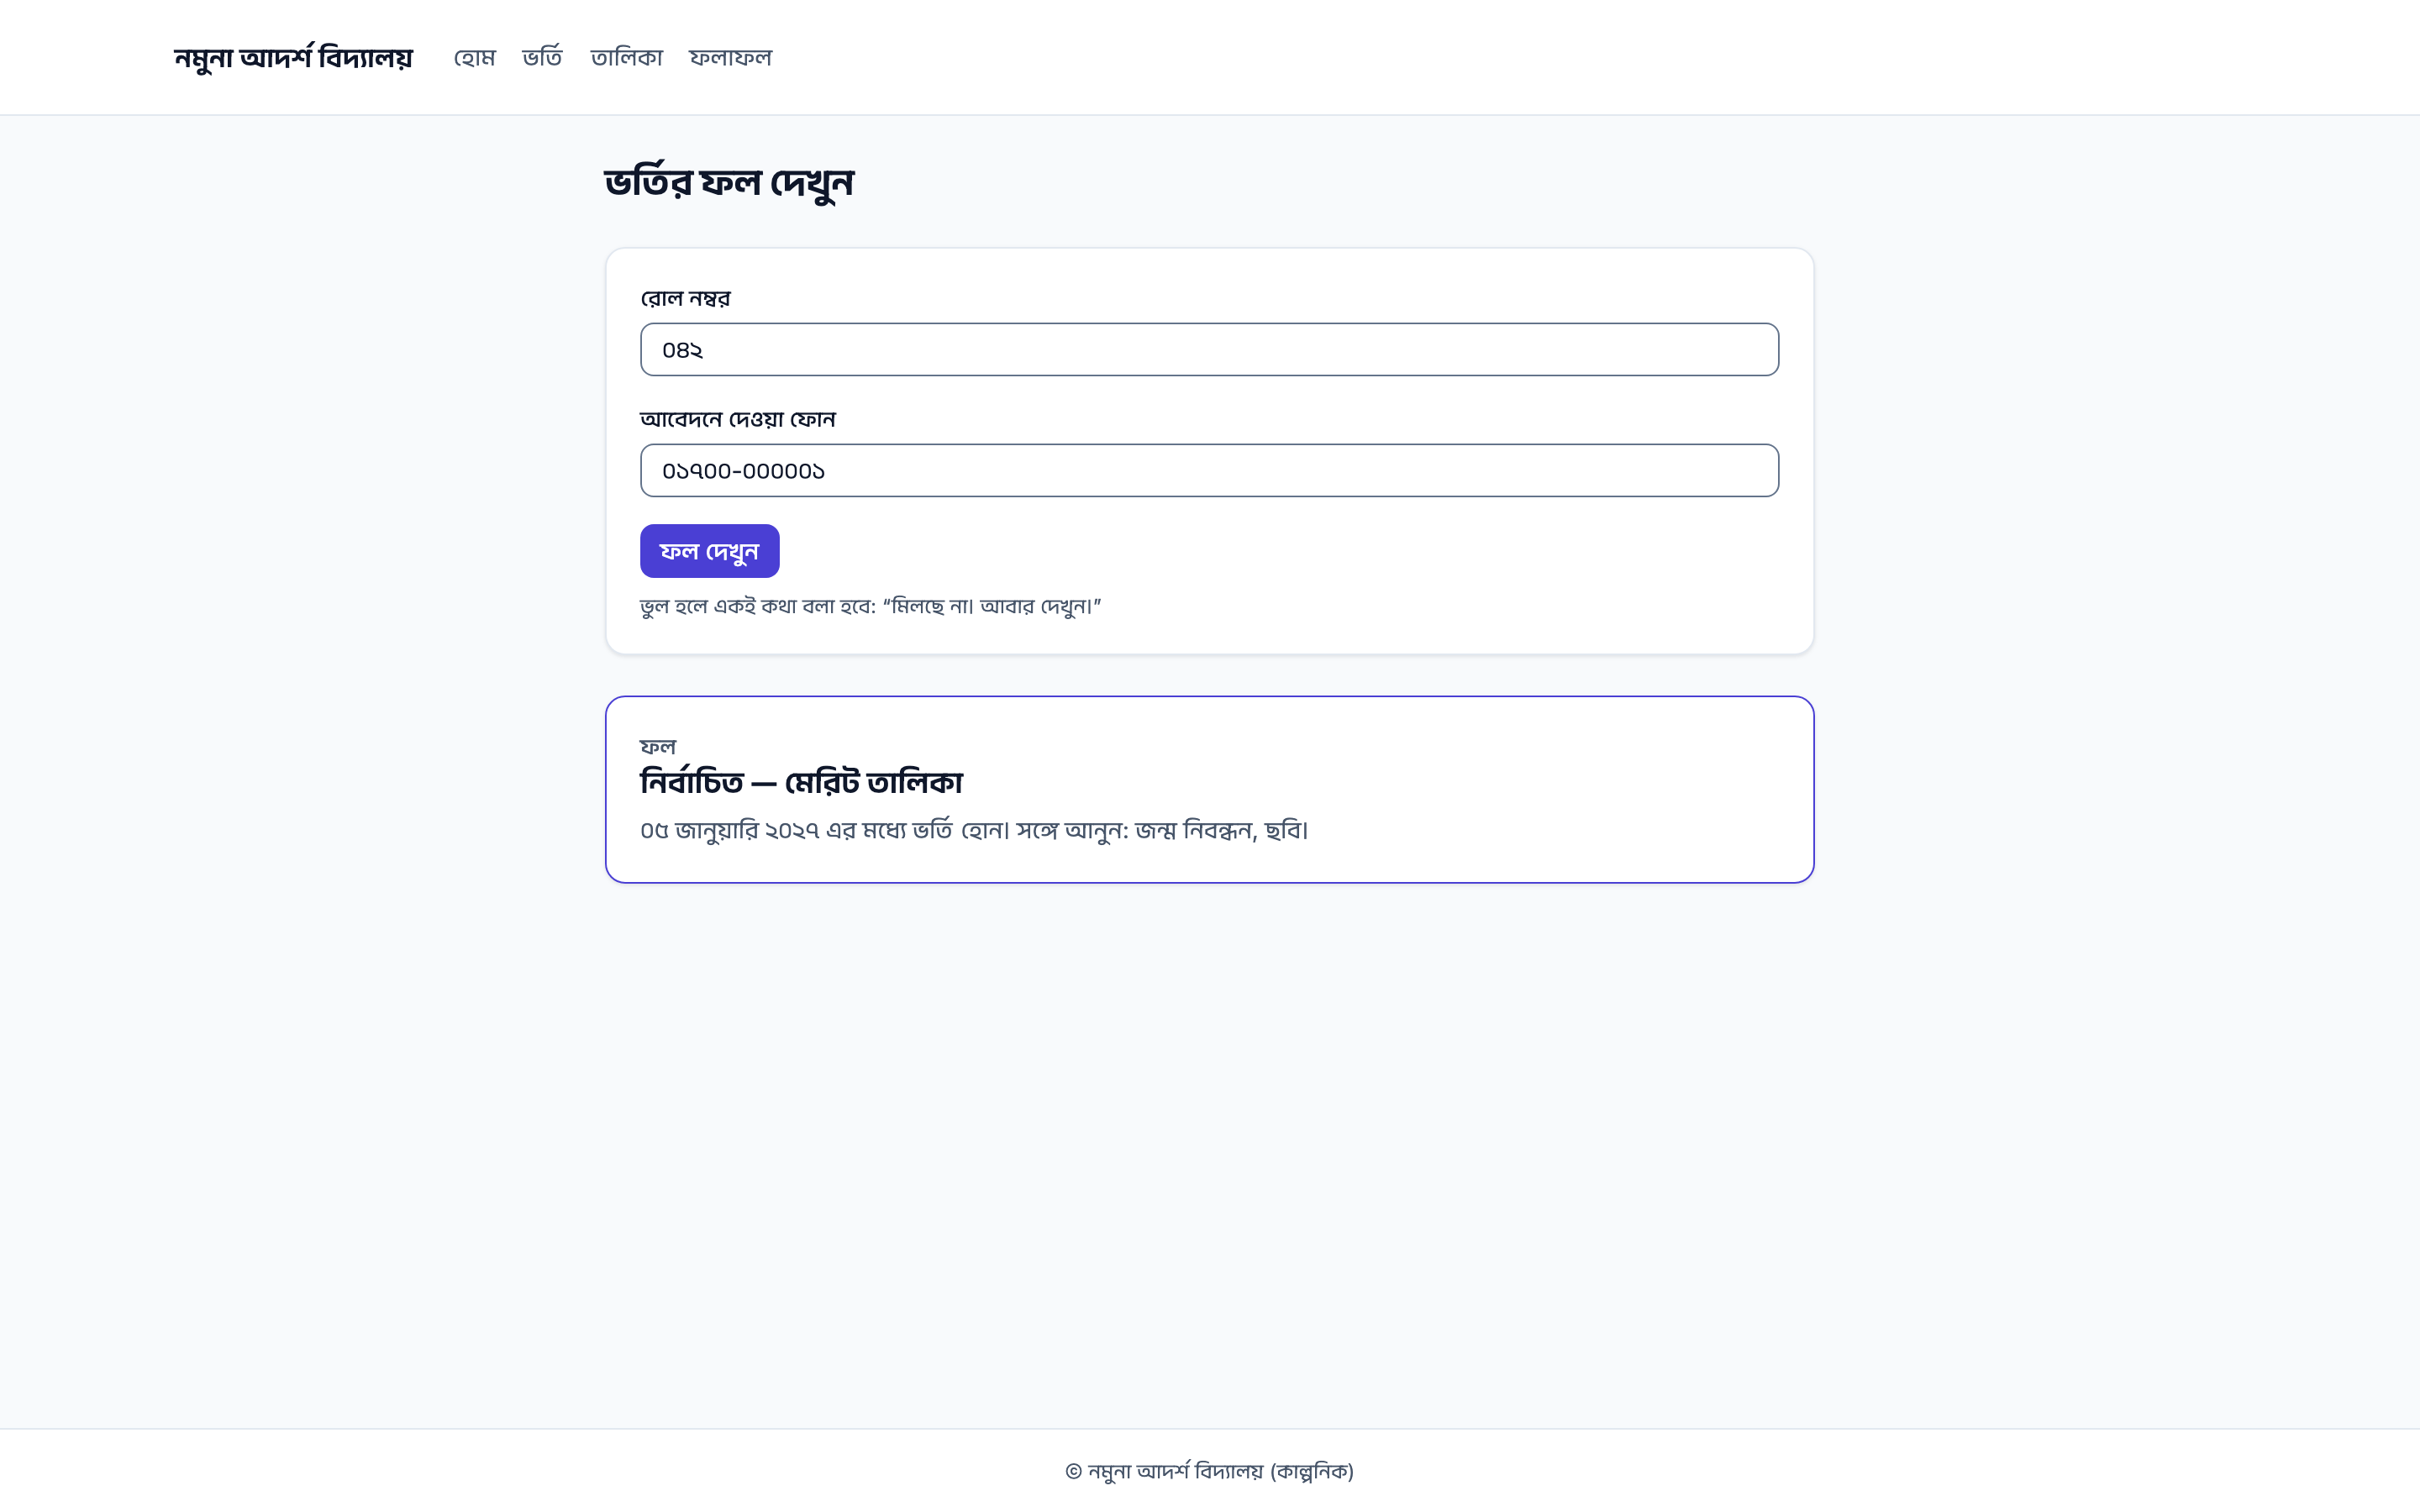 নমুনা আদর্শ বিদ্যালয় হোম ভর্তি তালিকা ফলাফল
ভর্তির ফল দেখুন
রোল নম্বর
০৪২
আবেদনে দেওয়া ফোন
০১৭০০-০০০০০১
ফল দেখুন
ভুল হলে একই কথা বলা হবে: “মিলছে না। আবার দেখুন।”
ফল
নির্বাচিত — মেরিট তালিকা
০৫ জানুয়ারি ২০২৭ এর মধ্যে ভর্তি হোন। সঙ্গে আনুন: জন্ম নিবন্ধন, ছবি।
© নমুনা আদর্শ বিদ্যালয় (কাল্পনিক)